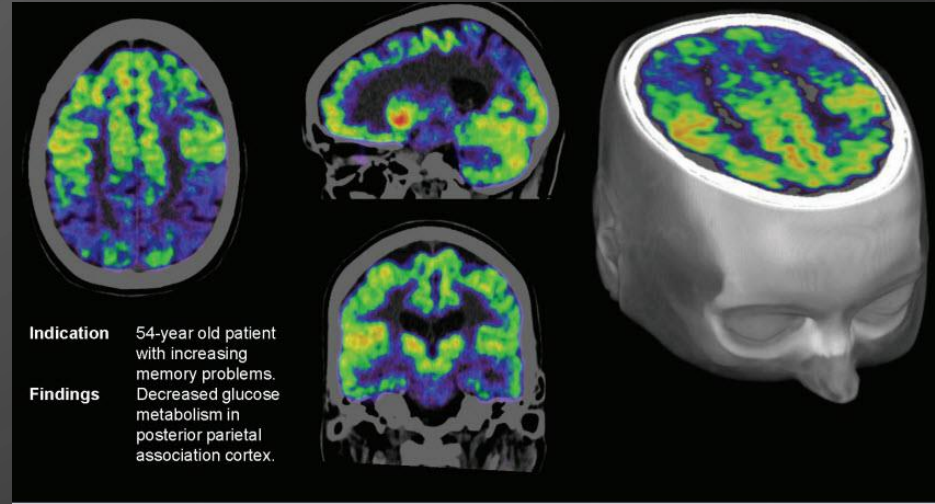 Indication 54-year old patient
with increasing
memory problems.
Findings Decreased glucose
metabolism in
posterior parietal
association cortex.